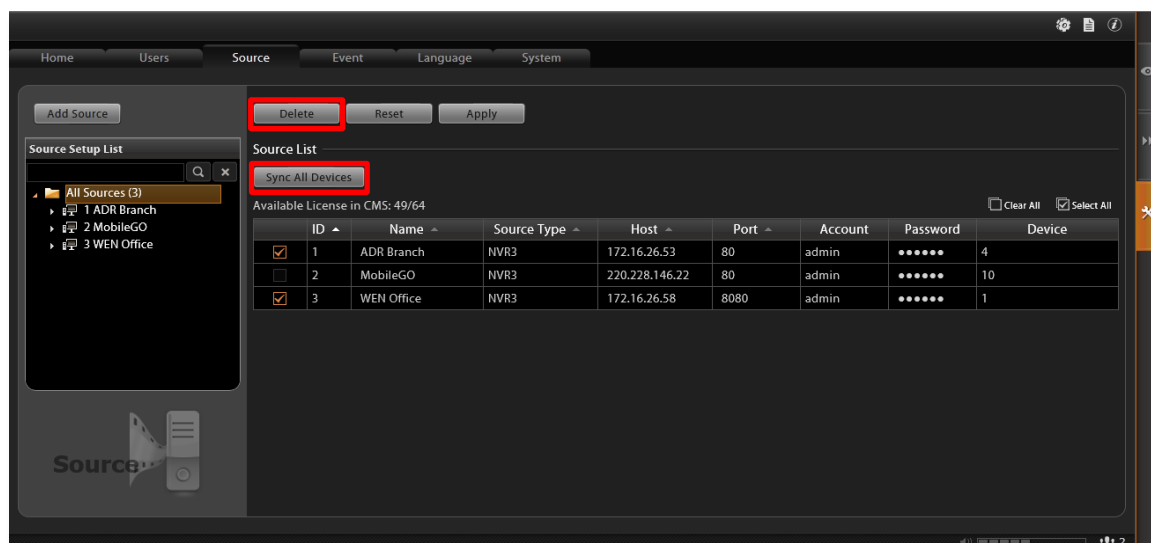 Home Users Source Event Language System
Add Source
Delete Reset Apply
Source Setup List
Source List
Sync All Devices
All Sources (3)
1 ADR Branch
2 MobileGO
3 WEN Office
Available License in CMS: 49/64
Clear All Select All
ID Name Source Type Host Port Account Password Device
1 ADR Branch NVR3 172.16.26.53 80 admin ●●●●●● 4
2 MobileGO NVR3 220.228.146.22 80 admin ●●●●●● 10
3 WEN Office NVR3 172.16.26.58 8080 admin ●●●●●● 1
Source
2